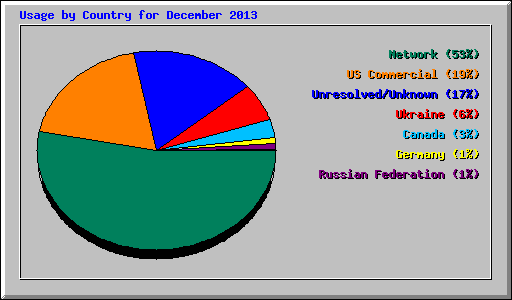 Usage by Country for December 2013
Network (53%)
US Commercial (19%)
Unresolved/Unknown (17%)
Ukraine (6%)
Canada (3%)
Germany (1%)
Russian Federation (1%)